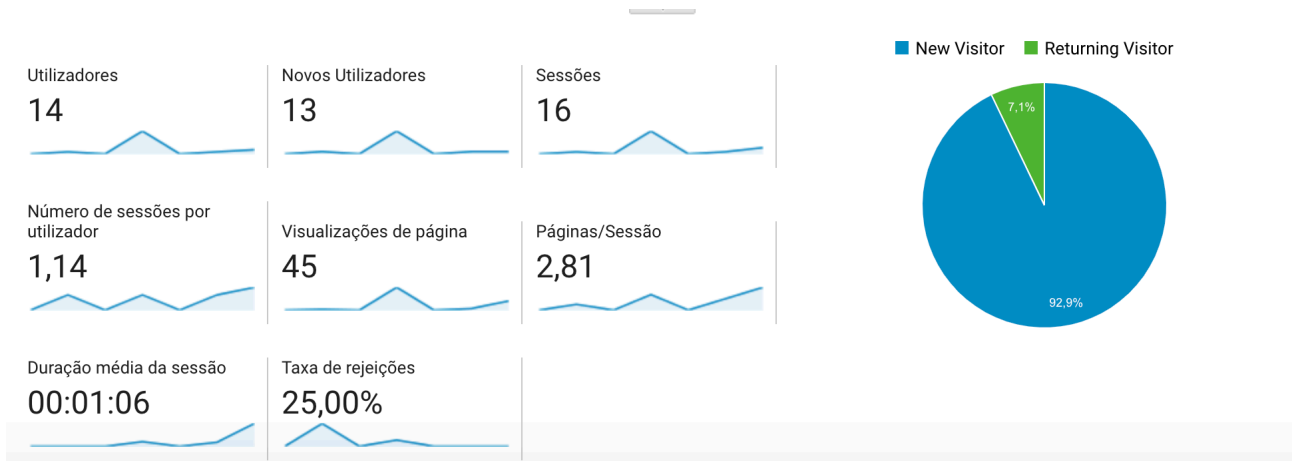 New Visitor
Returning Visitor
Utilizadores
14
Novos Utilizadores
13
Sessões
16
Número de sessões por
utilizador
1,14
Visualizações de página
45
Páginas/Sessão
2,81
Duração média da sessão
00:01:06
Taxa de rejeições
25,00%
7,1%
92,9%